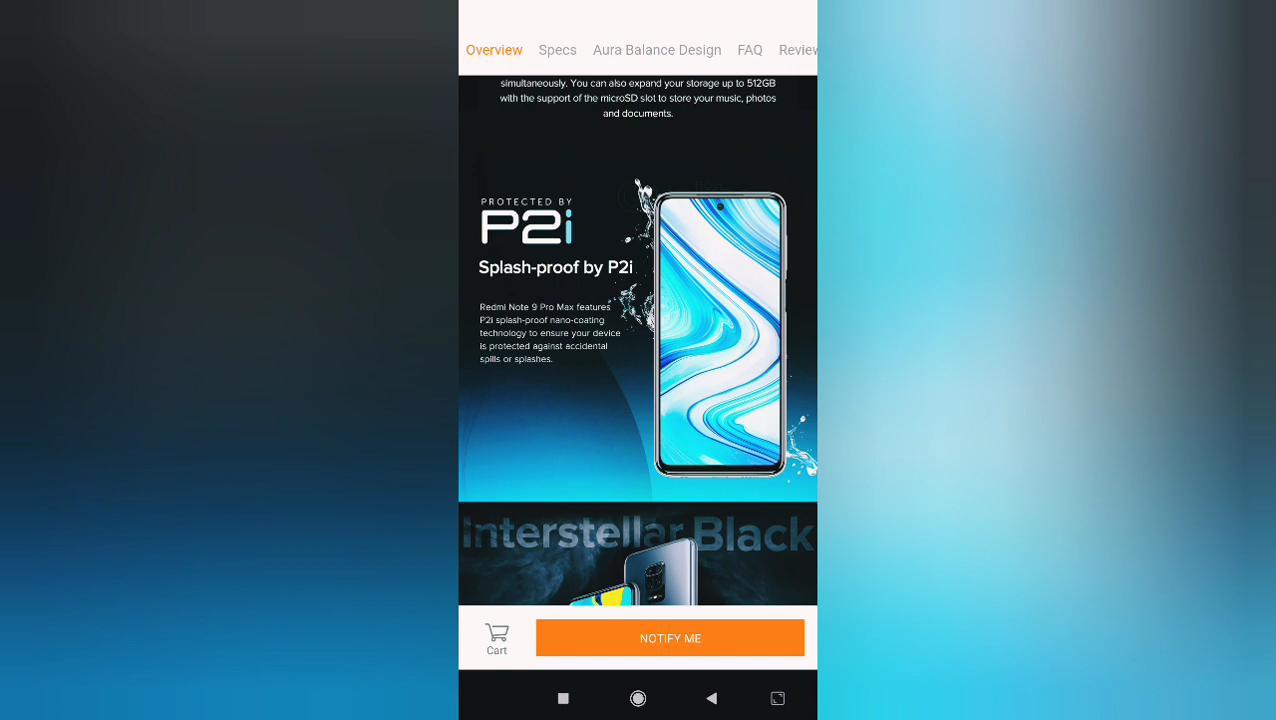 Overview Specs Aura Balance Design FAQ Review
simultaneously. You can also expand your storage up to 512GB
with the support of the microSD slot to store your music, photos
and documents.
PROTECTED BY
P2i
Splash-proof by P2i
Redmi Note 9 Pro Max features
P2i splash-proof nano-coating
technology to ensure your device
is protected against accidental
spills or splashes.
Interstellar Black
Cart
NOTIFY ME